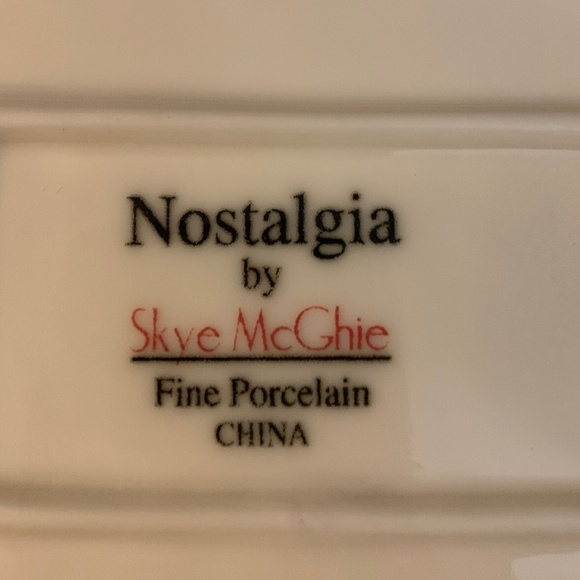 Nostalgia
by
Skye McGhie
Fine Porcelain
CHINA